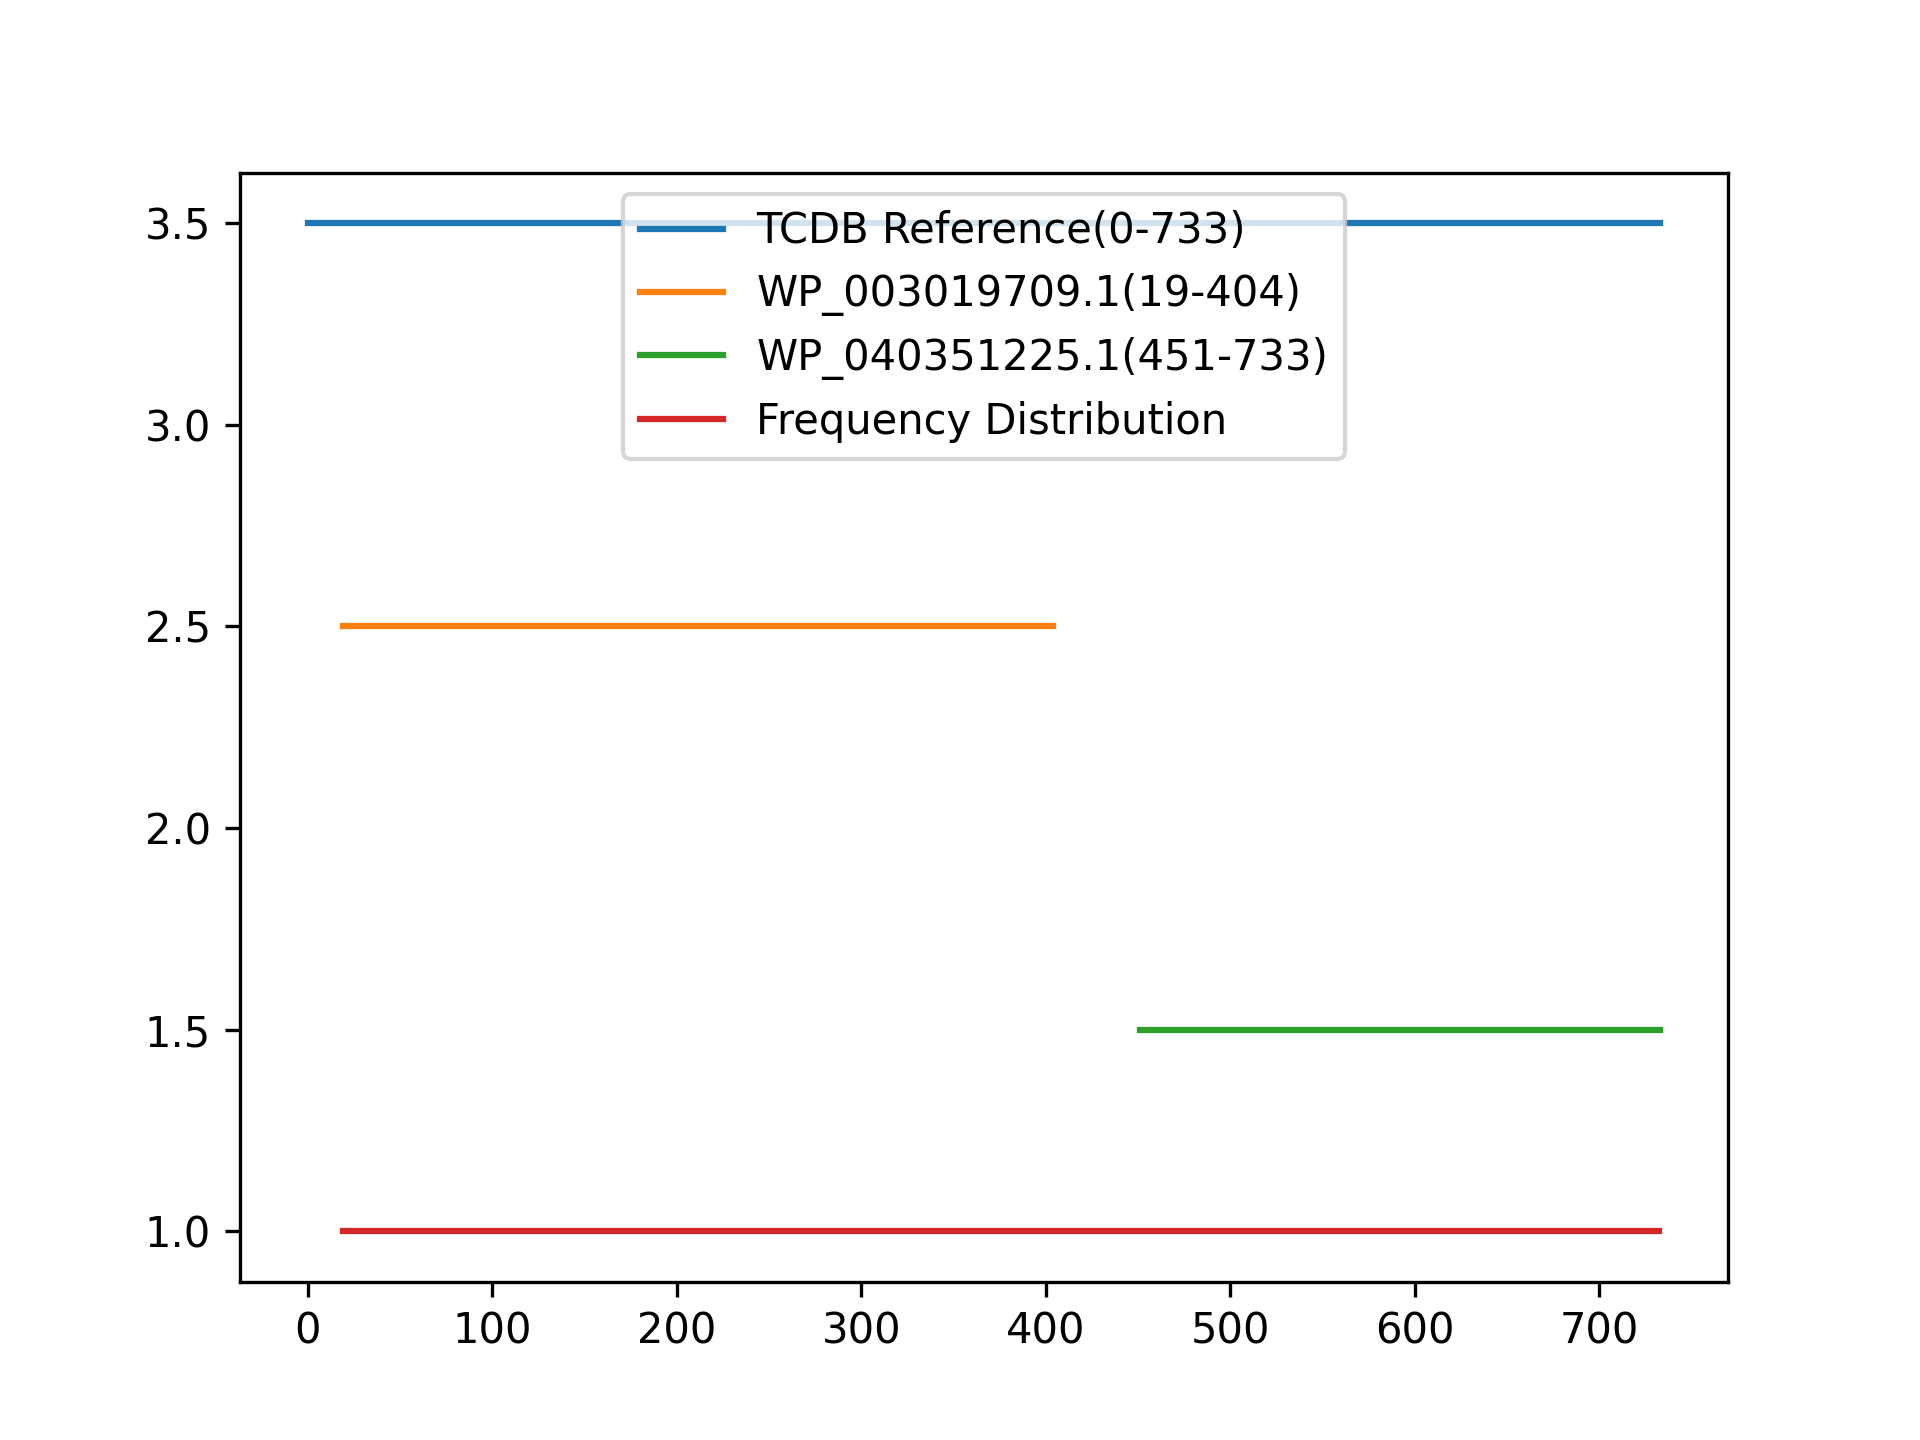 3.5
3.0
2.5
2.0
1.5
1.0
TCDB Reference(0-733)
WP_003019709.1(19-404)
WP_040351225.1(451-733)
Frequency Distribution
0 100 200 300 400 500 600 700